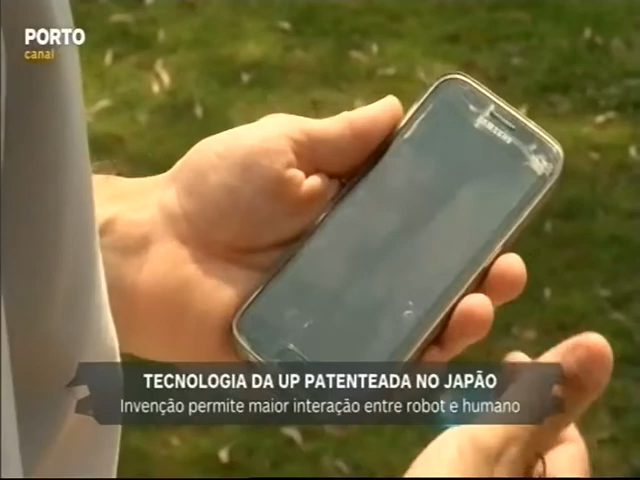 PORTO
canal
SAMSUNG
TECNOLOGIA DA UP PATENTEADA NO JAPÃO
Invenção permite maior interação entre robot e humano